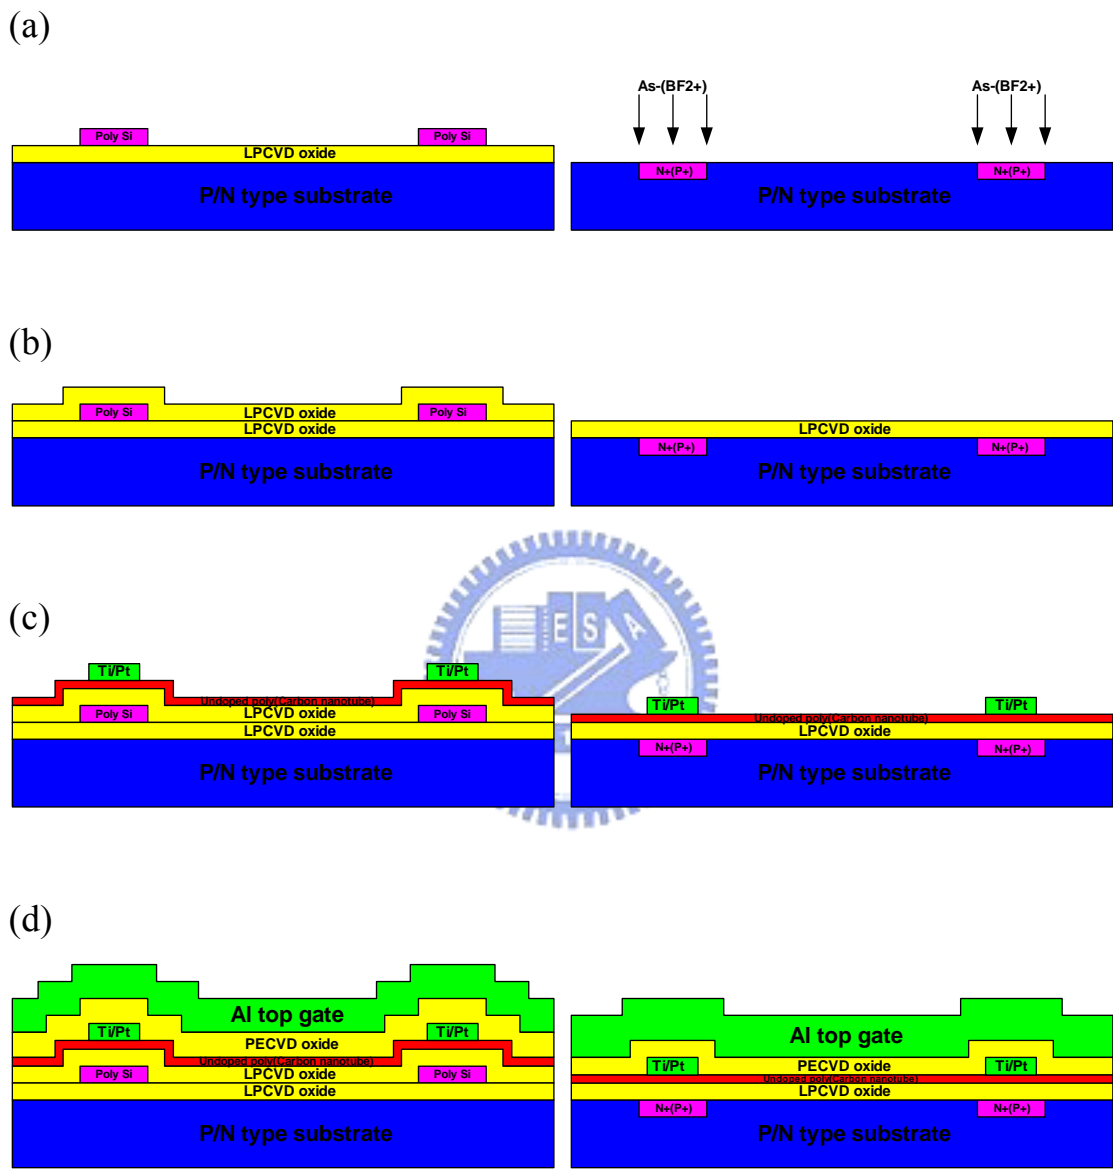 (a)
As-(BF2+) As-(BF2+)
Poly Si Poly Si
LPCVD oxide
N+(P+) N+(P+)
P/N type substrate P/N type substrate
(b)
Poly Si LPCVD oxide Poly Si
LPCVD oxide LPCVD oxide
N+(P+) N+(P+)
P/N type substrate P/N type substrate
(c)
E S A
Ti/Pt Ti/Pt
Undoped poly(Carbon nanotube)
Ti/Pt Ti/Pt
Poly Si LPCVD oxide Poly Si
Undoped poly(Carbon nanotube)
LPCVD oxide LPCVD oxide
N+(P+) N+(P+)
P/N type substrate P/N type substrate
(d)
Al top gate
Ti/Pt Ti/Pt
Al top gate
PECVD oxide
Undoped poly(Carbon nanotube)
Ti/Pt PECVD oxide Ti/Pt
Poly Si LPCVD oxide Poly Si
Undoped poly(Carbon nanotube)
LPCVD oxide LPCVD oxide
N+(P+) N+(P+)
P/N type substrate P/N type substrate